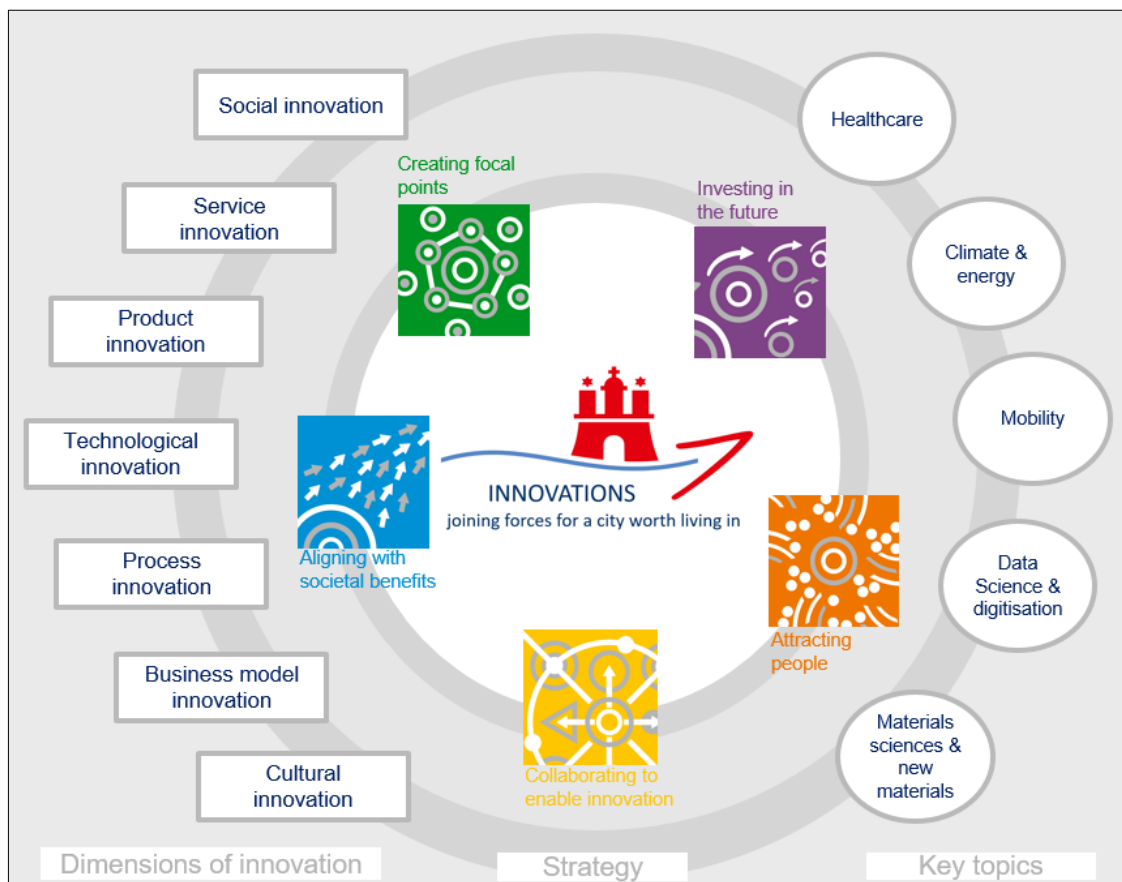 Social innovation
Service
innovation
Product
innovation
Technological
innovation
Process
innovation
Business model
innovation
Cultural
innovation
Creating focal
points
Investing in
the future
INNOVATIONS
joining forces for a city worth living in
Aligning with
societal benefits
Attracting
people
Collaborating to
enable innovation
Healthcare
Climate &
energy
Mobility
Data
Science &
digitisation
Materials
sciences &
new
materials
Dimensions of innovation
Strategy
Key topics